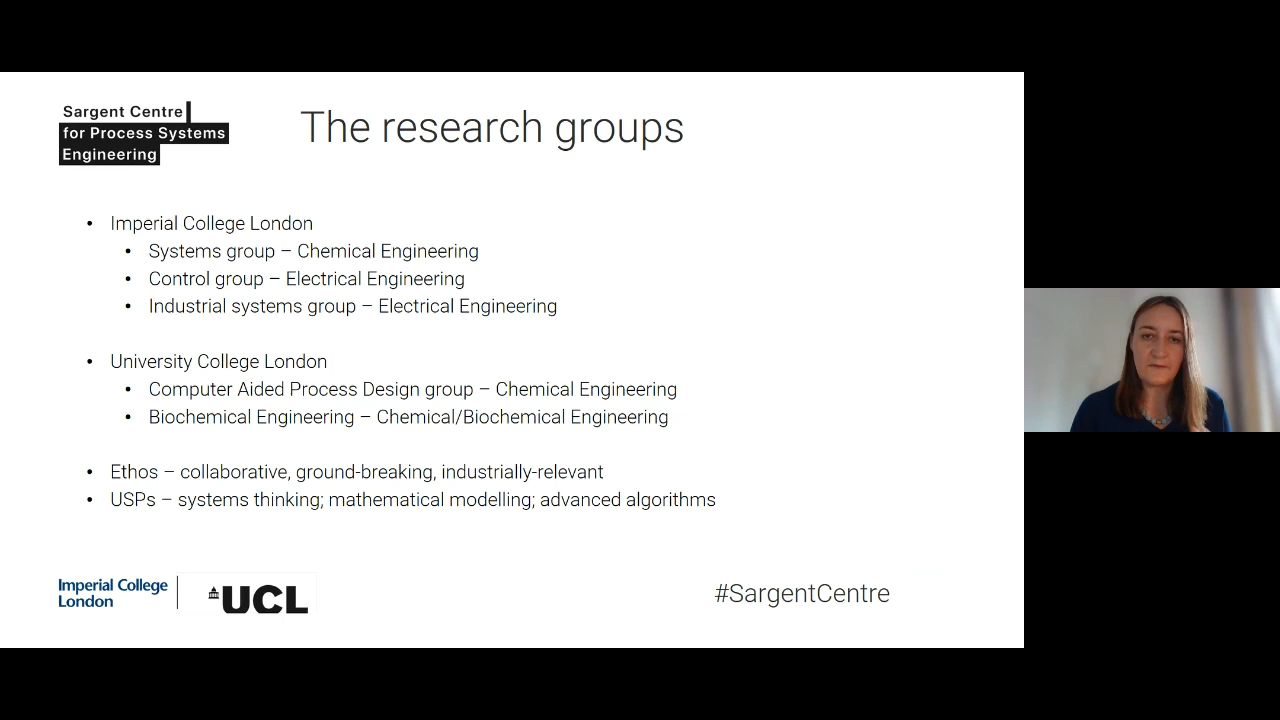 Sargent Centre
for Process Systems
Engineering
The research groups
• Imperial College London
• Systems group – Chemical Engineering
• Control group – Electrical Engineering
• Industrial systems group – Electrical Engineering
• University College London
• Computer Aided Process Design group – Chemical Engineering
• Biochemical Engineering – Chemical/Biochemical Engineering
• Ethos – collaborative, ground-breaking, industrially-relevant
• USPs – systems thinking; mathematical modelling; advanced algorithms
Imperial College
London
UCL
#SargentCentre